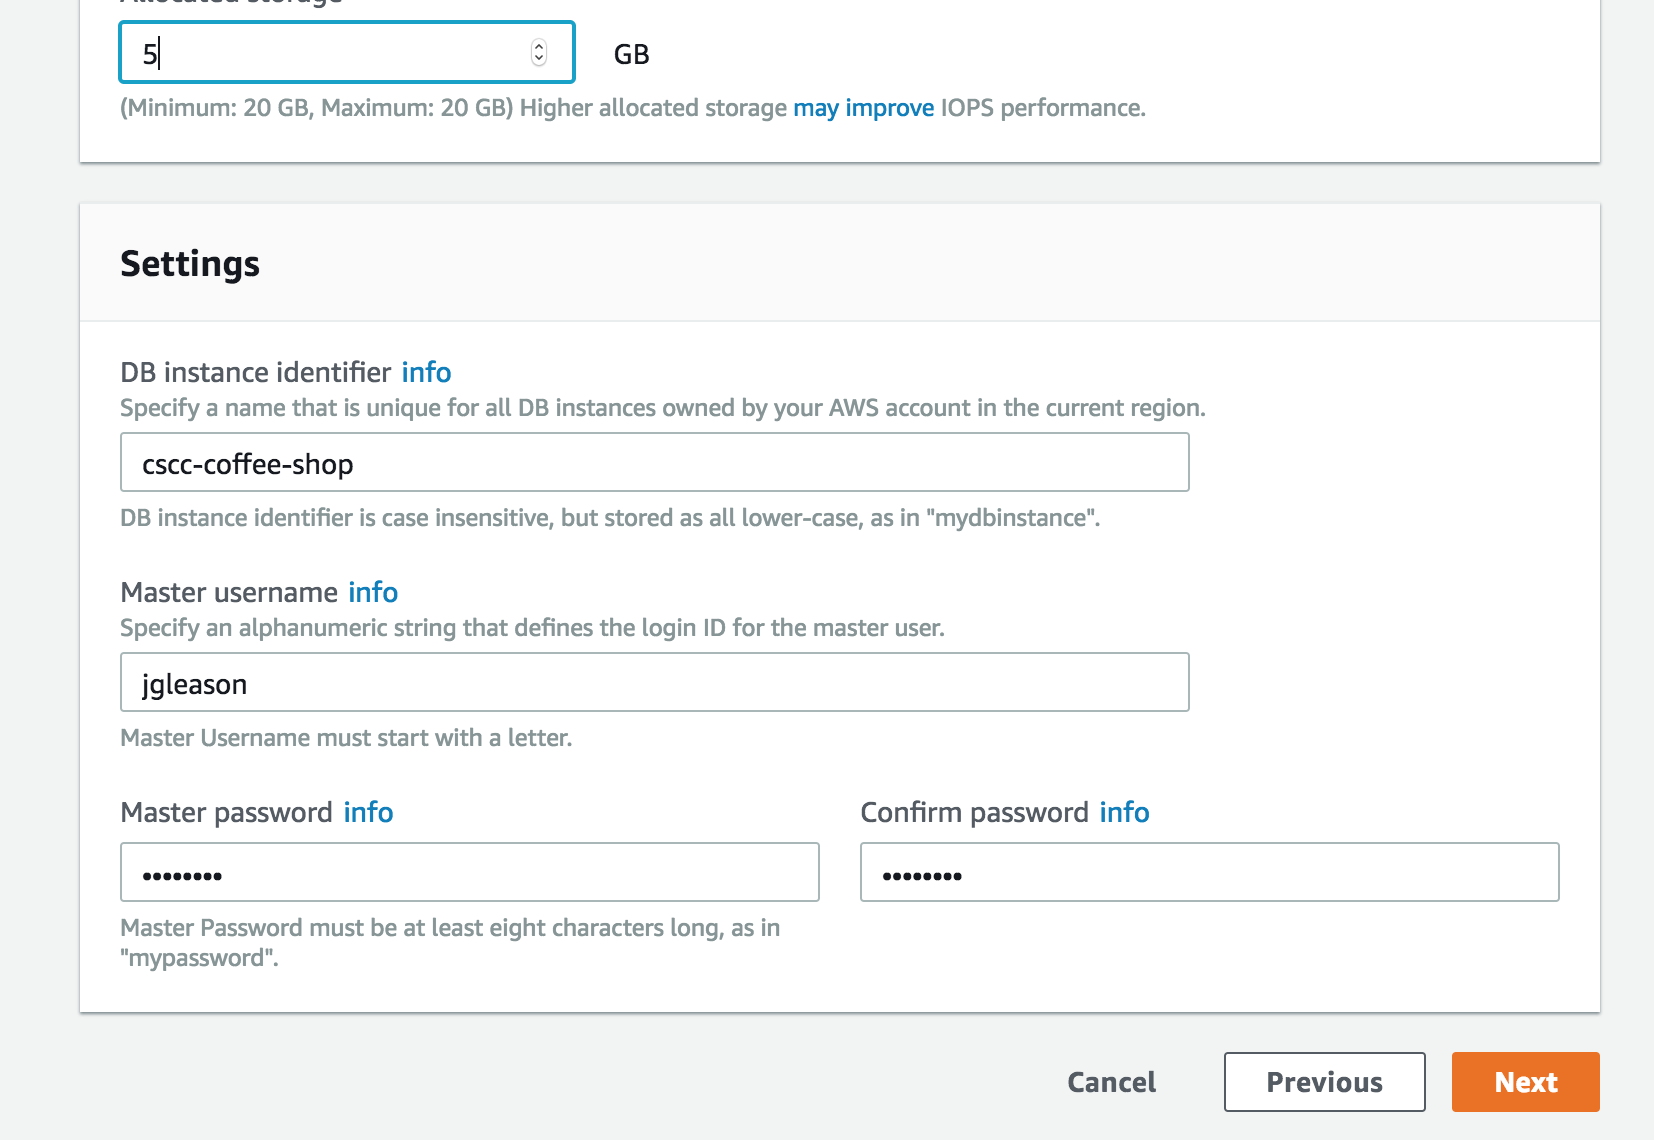 Allocated storage
5
GB
(Minimum: 20 GB, Maximum: 20 GB) Higher allocated storage may improve IOPS performance.
Settings
DB instance identifier info
Specify a name that is unique for all DB instances owned by your AWS account in the current region.
cscc-coffee-shop
DB instance identifier is case insensitive, but stored as all lower-case, as in "mydbinstance".
Master username info
Specify an alphanumeric string that defines the login ID for the master user.
jgleason
Master Username must start with a letter.
Master password info
Confirm password info
••••••••
••••••••
Master Password must be at least eight characters long, as in
"mypassword".
Cancel
Previous
Next